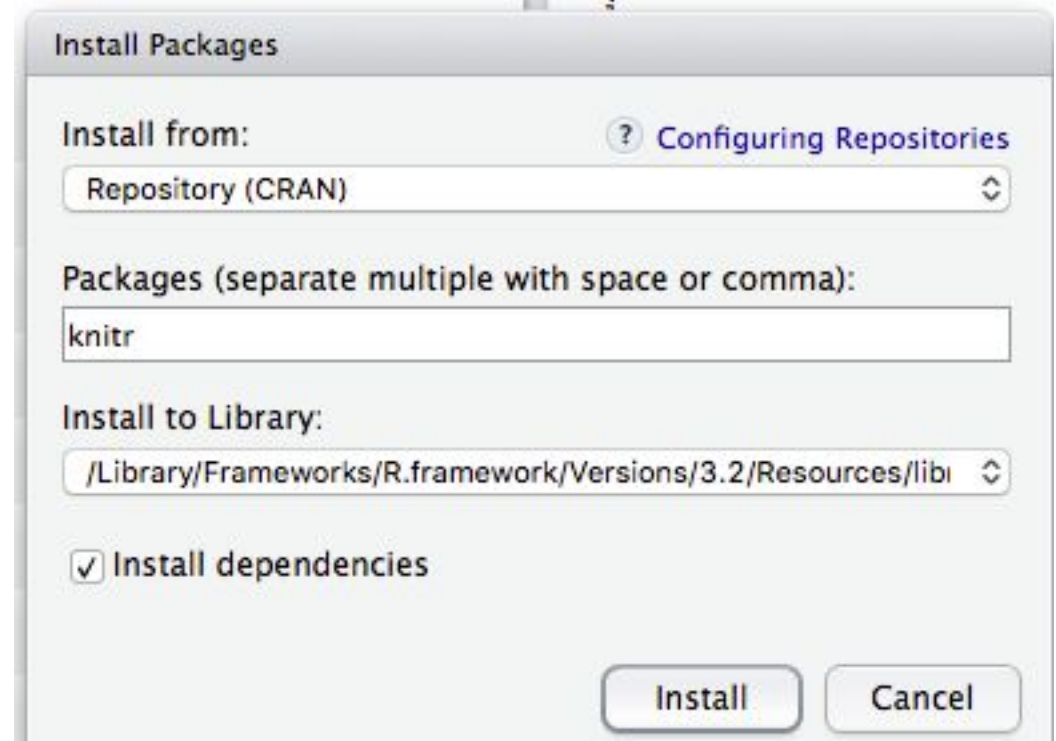 Install Packages
Install from:
? Configuring Repositories
Repository (CRAN)
Packages (separate multiple with space or comma):
knitr
Install to Library:
/Library/Frameworks/R.framework/Versions/3.2/Resources/libr
Install dependencies
Install
Cancel